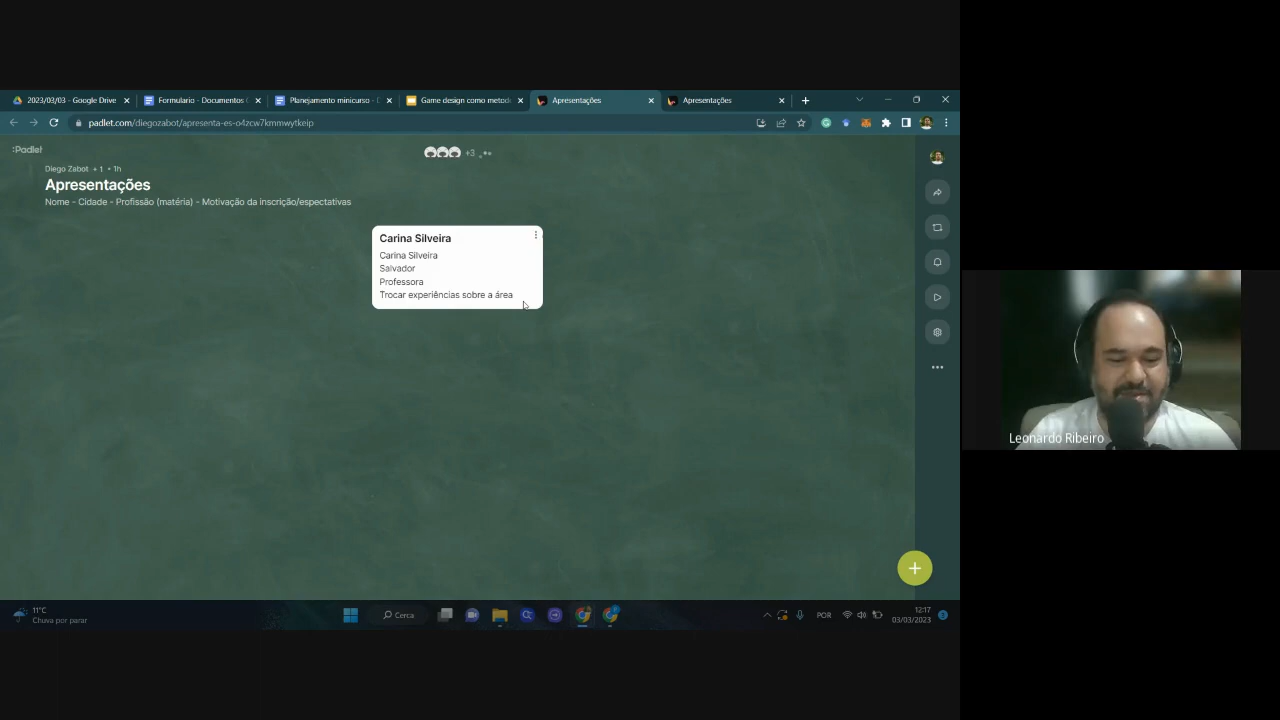 2023/03/03 - Google Drive
Formulario - Documentos
Planejamento minicurso -
Game design como metod
Apresentações
Apresentações
padlet.com/diegozabot/apresenta-es-o4zcw7kmmwytkeip
:Padlet
+3
Diego Zabot +1 • 1h
Apresentações
Nome - Cidade - Profissão (matéria) - Motivação da inscrição/espectativas
Carina Silveira
Carina Silveira
Salvador
Professora
Trocar experiências sobre a área
Leonardo Ribeiro
11°C
Chuva por parar
Cerca
POR
12:17
03/03/2023